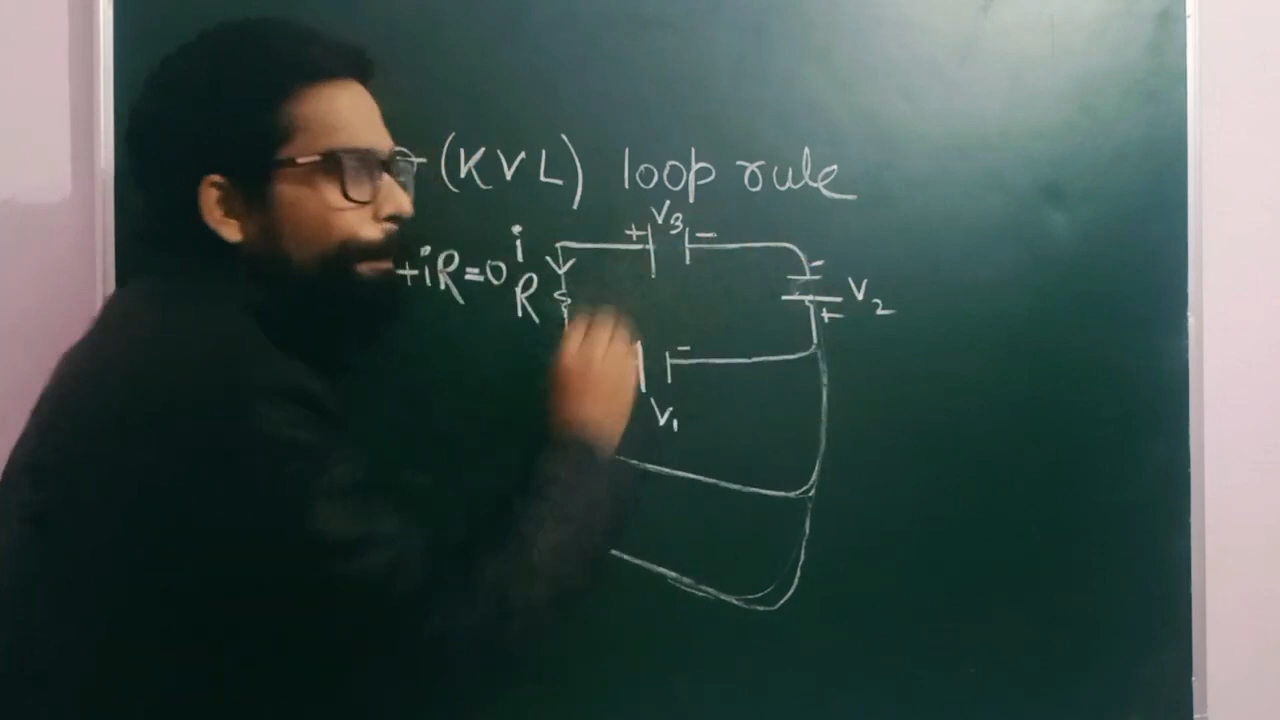 (KVL) loop rule
V3
+ -
+iR=0 i
R
-
V2
+
-
V1